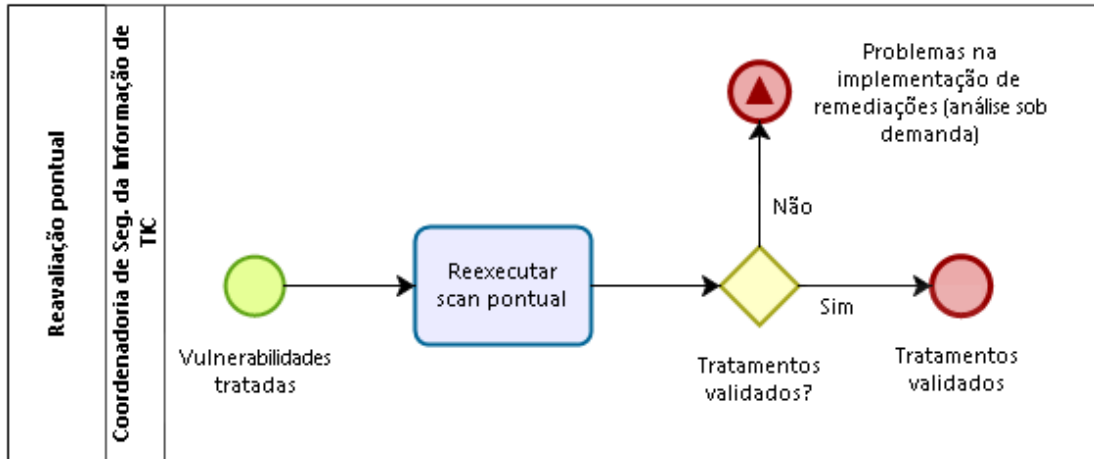 Reavaliação pontual
Coordenadoria de Seg. da Informação de
TIC
Problemas na
implementação de
remediações (análise sob
demanda)
Não
Reexecutar
scan pontual
Sim
Vulnerabilidades
tratadas
Tratamentos
validados?
Tratamentos
validados